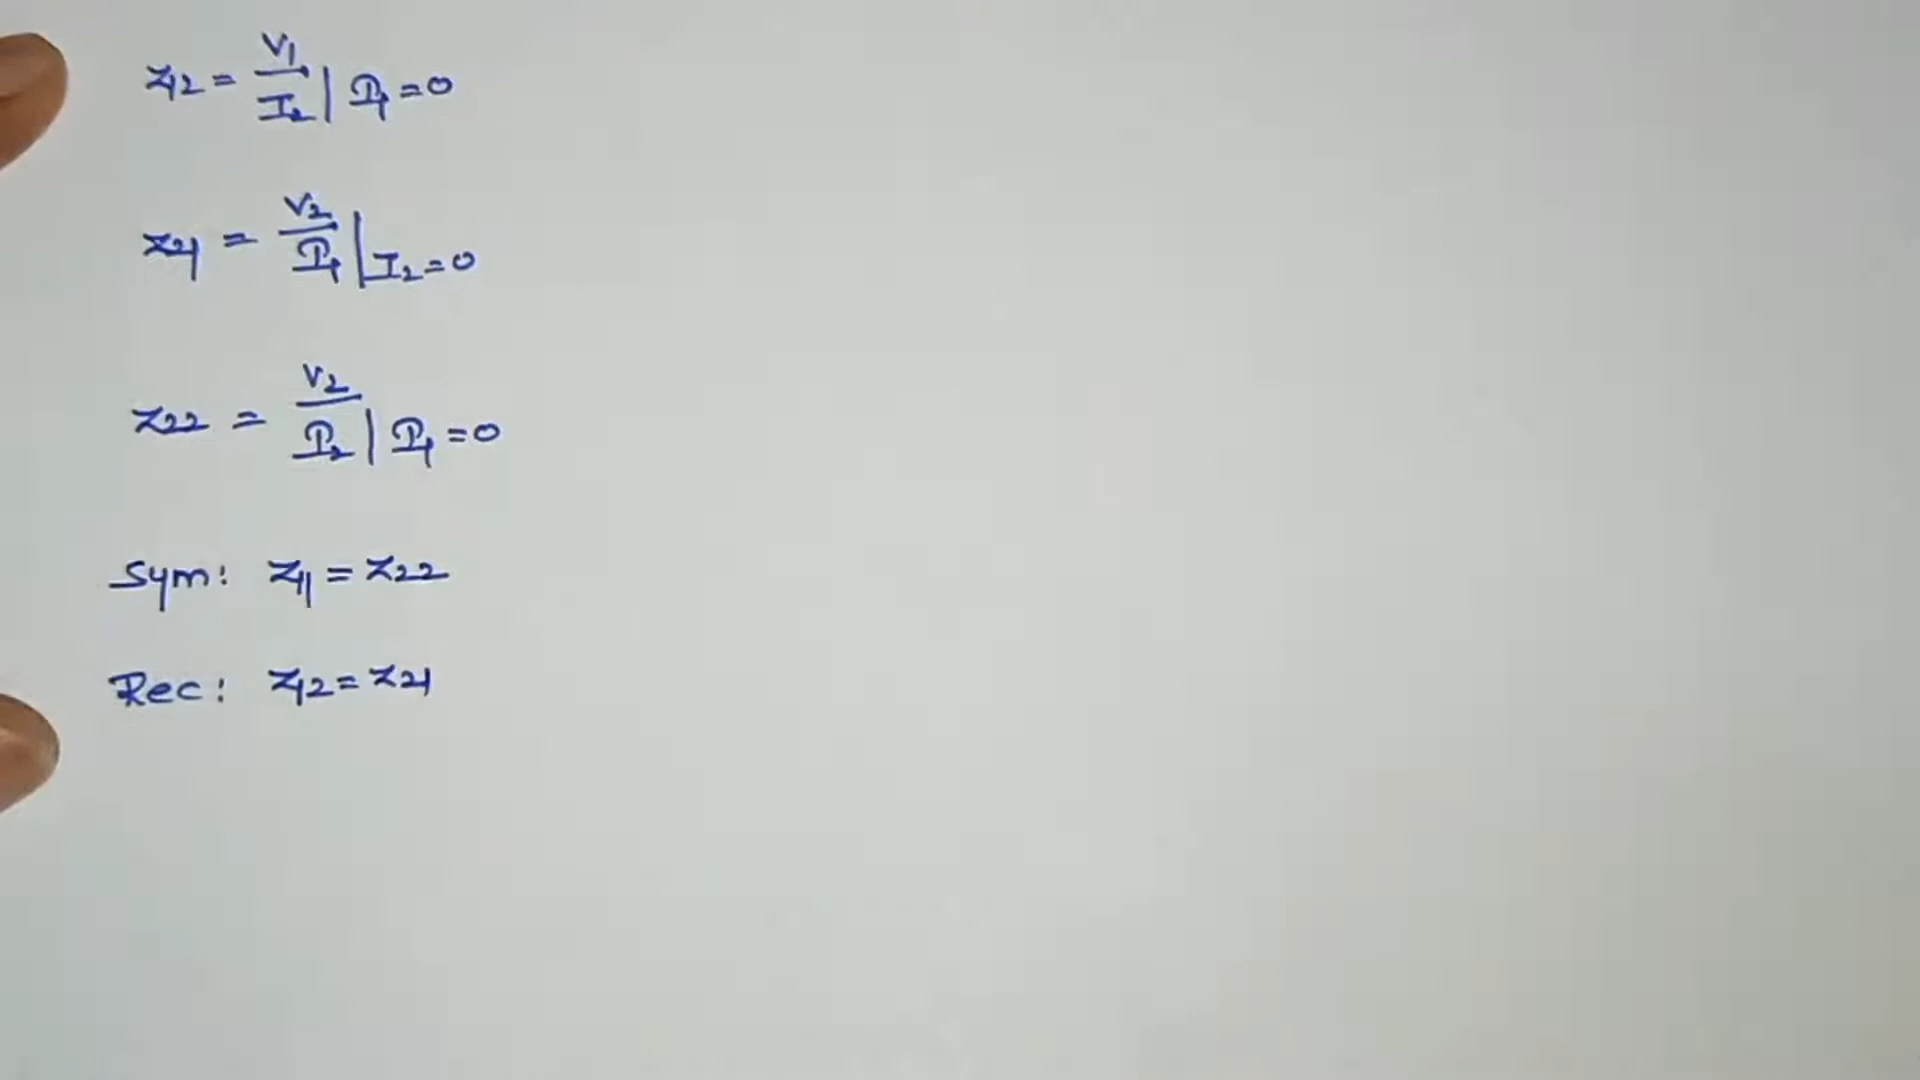 Z12 = V1/I2 | I1 = 0
Z21 = V2/I1 | I2 = 0
Z22 = V2/I2 | I1 = 0
Sym: Z11 = Z22
Rec: Z12 = Z21